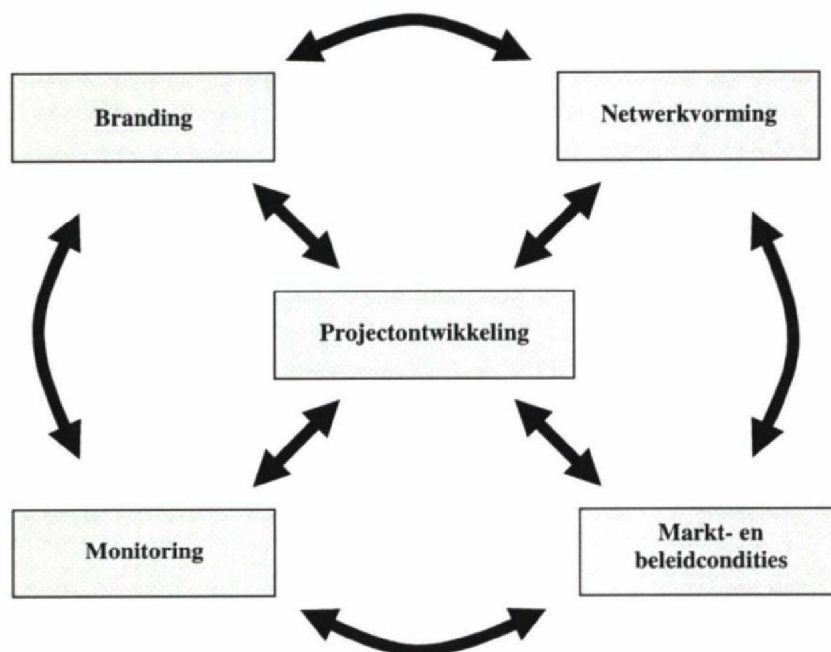 Branding
Netwerkvorming
Projectontwikkeling
Monitoring
Markt- en
beleidcondities